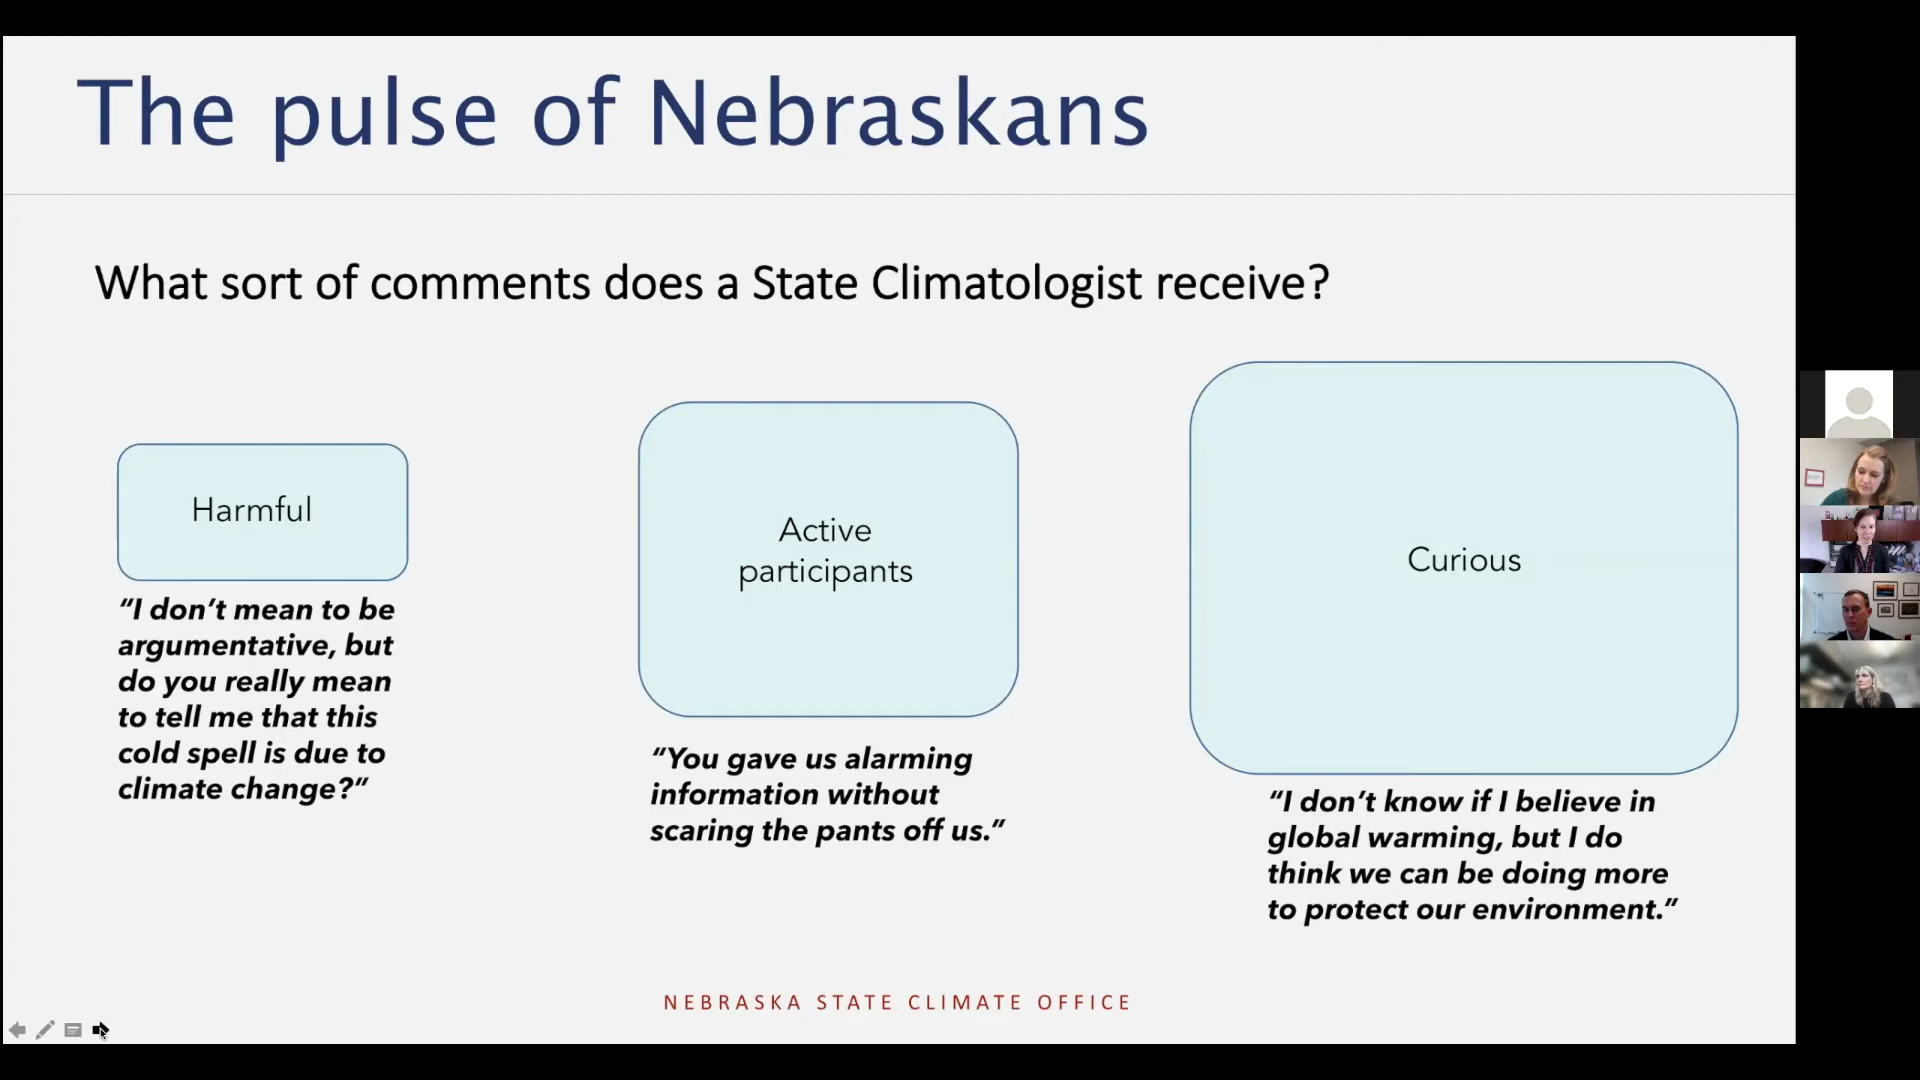 The pulse of Nebraskans
What sort of comments does a State Climatologist receive?
Harmful
“I don’t mean to be
argumentative, but
do you really mean
to tell me that this
cold spell is due to
climate change?”
Active
participants
“You gave us alarming
information without
scaring the pants off us.”
Curious
“I don’t know if I believe in
global warming, but I do
think we can be doing more
to protect our environment.”
NEBRASKA STATE CLIMATE OFFICE